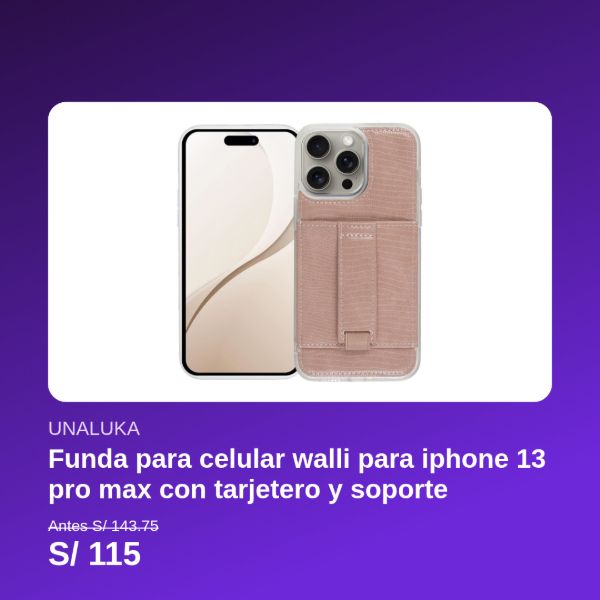 UNALUKA
Funda para celular walli para iphone 13
pro max con tarjetero y soporte
Antes S/ 143.75
S/ 115